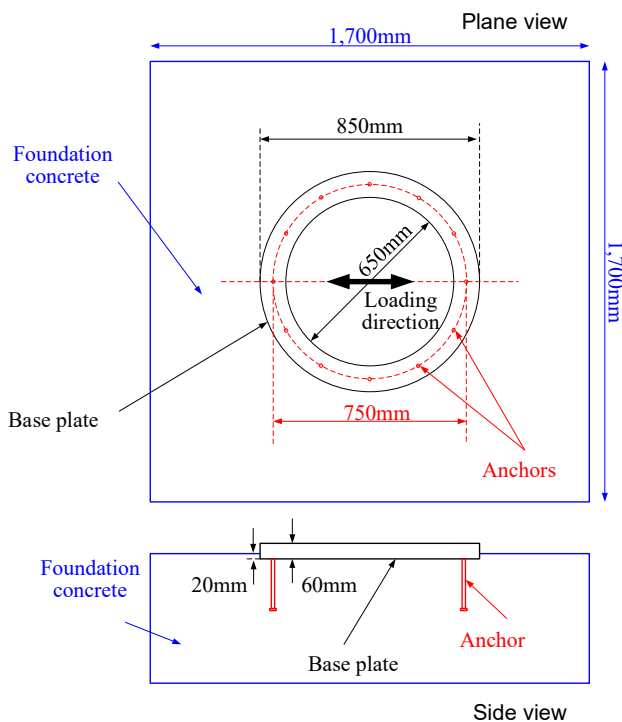 Plane view
1,700mm
850mm
Foundation
concrete
650mm
1,700mm
Loading
direction
Base plate
750mm
Anchors
Foundation
concrete
20mm
60mm
Anchor
Base plate
Side view